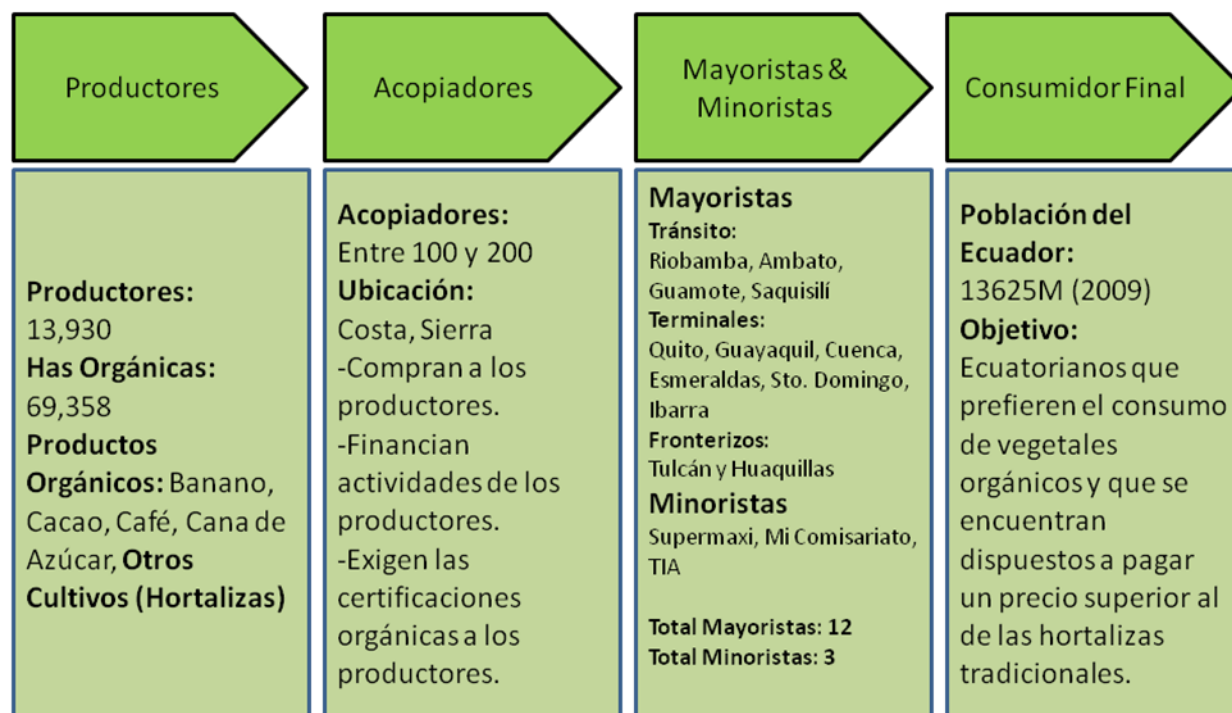 Productores
Acopiadores
Mayoristas &
Minoristas
Consumidor Final
Productores:
13,930
Has Orgánicas:
69,358
Productos
Orgánicos: Banano,
Cacao, Café, Cana de
Azúcar, Otros
Cultivos (Hortalizas)
Acopiadores:
Entre 100 y 200
Ubicación:
Costa, Sierra
-Compran a los
productores.
-Financian
actividades de los
productores.
-Exigen las
certificaciones
orgánicas a los
productores.
Mayoristas
Tránsito:
Riobamba, Ambato,
Guamote, Saquisilí
Terminales:
Quito, Guayaquil, Cuenca,
Esmeraldas, Sto. Domingo,
Ibarra
Fronterizos:
Tulcán y Huaquillas
Minoristas
Supermaxi, Mi Comisariato,
TIA
Total Mayoristas: 12
Total Minoristas: 3
Población del
Ecuador:
13625M (2009)
Objetivo:
Ecuatorianos que
prefieren el consumo
de vegetales
orgánicos y que se
encuentran
dispuestos a pagar
un precio superior al
de las hortalizas
tradicionales.